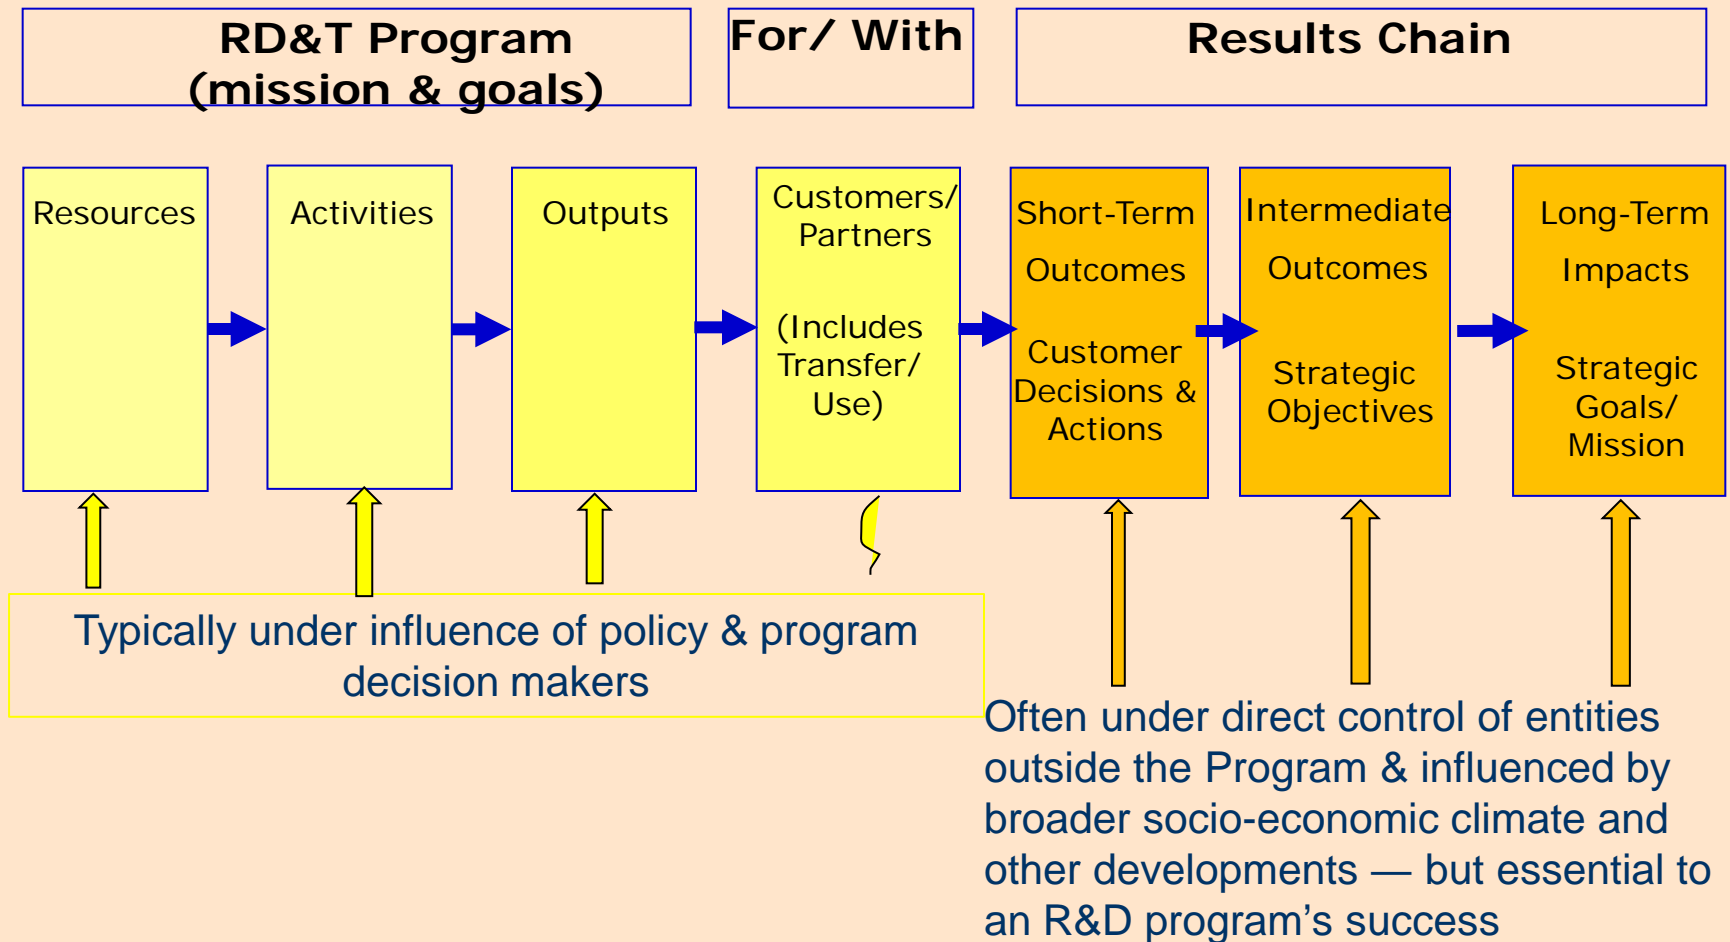 RD&T Program
(mission & goals)
For/ With
Results Chain
Resources
Activities
Outputs
Customers/
Partners
(Includes
Transfer/
Use)
Short-Term
Outcomes
Customer
Decisions &
Actions
Intermediate
Outcomes
Strategic
Objectives
Long-Term
Impacts
Strategic
Goals/
Mission
Typically under influence of policy & program
decision makers
Often under direct control of entities
outside the Program & influenced by
broader socio-economic climate and
other developments — but essential to
an R&D program’s success